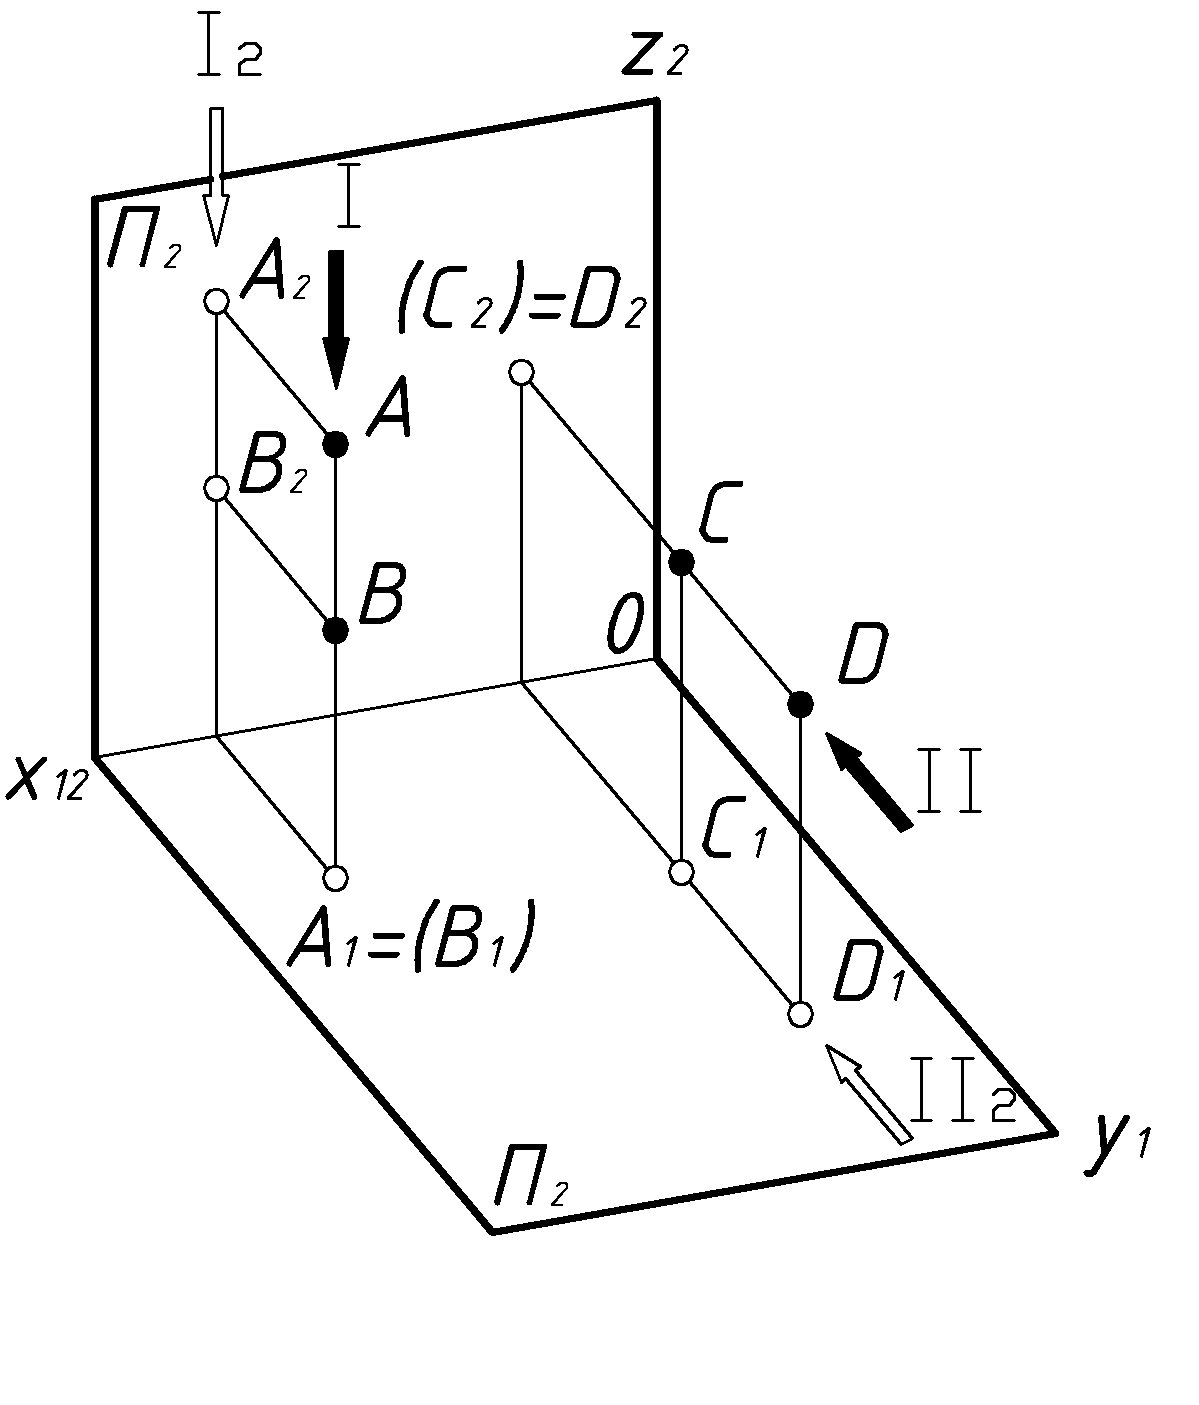 I2
z2
I
П2
A2
(C2)=D2
A
B2
C
B
0
D
x12
II
C1
A1=(B1)
D1
II2
y1
П2